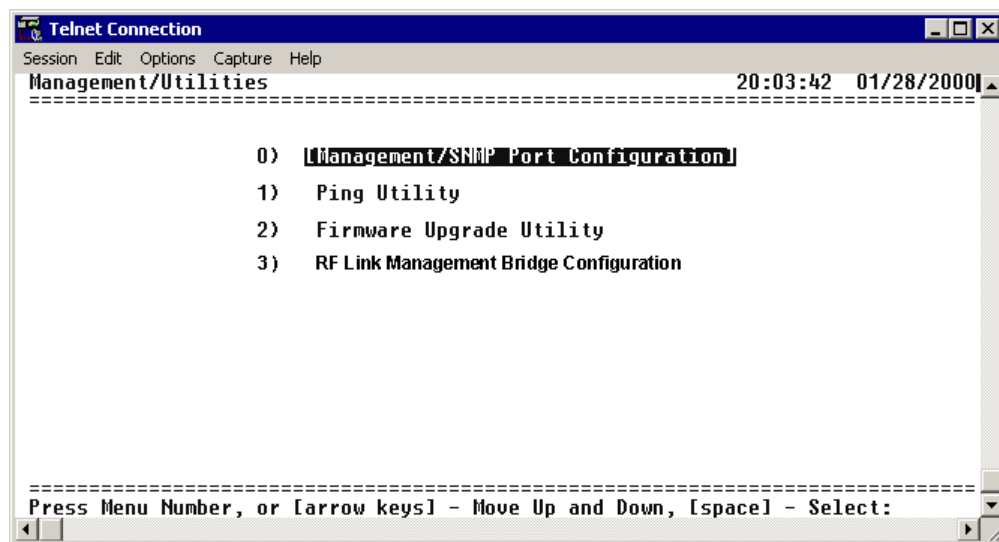 Telnet Connection
Session Edit Options Capture Help
Management/Utilities 20:03:42 01/28/2000
================================================================================
0) [Management/SNMP Port Configuration]
1) Ping Utility
2) Firmware Upgrade Utility
3) RF Link Management Bridge Configuration
================================================================================
Press Menu Number, or [arrow keys] - Move Up and Down, [space] - Select: